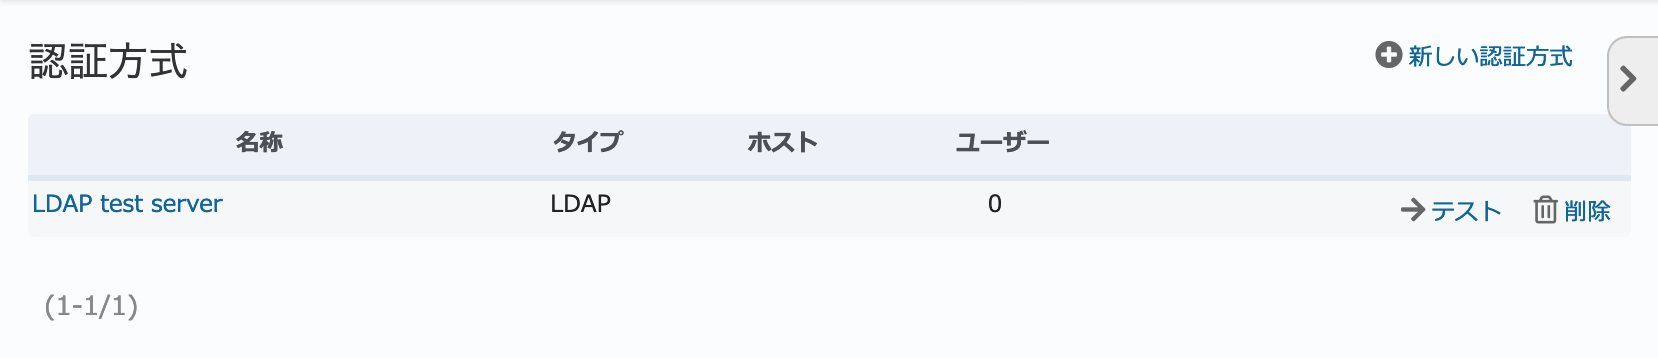 認証方式
新しい認証方式
名称 タイプ ホスト ユーザー
LDAP test server LDAP 0 テスト 削除
(1-1/1)